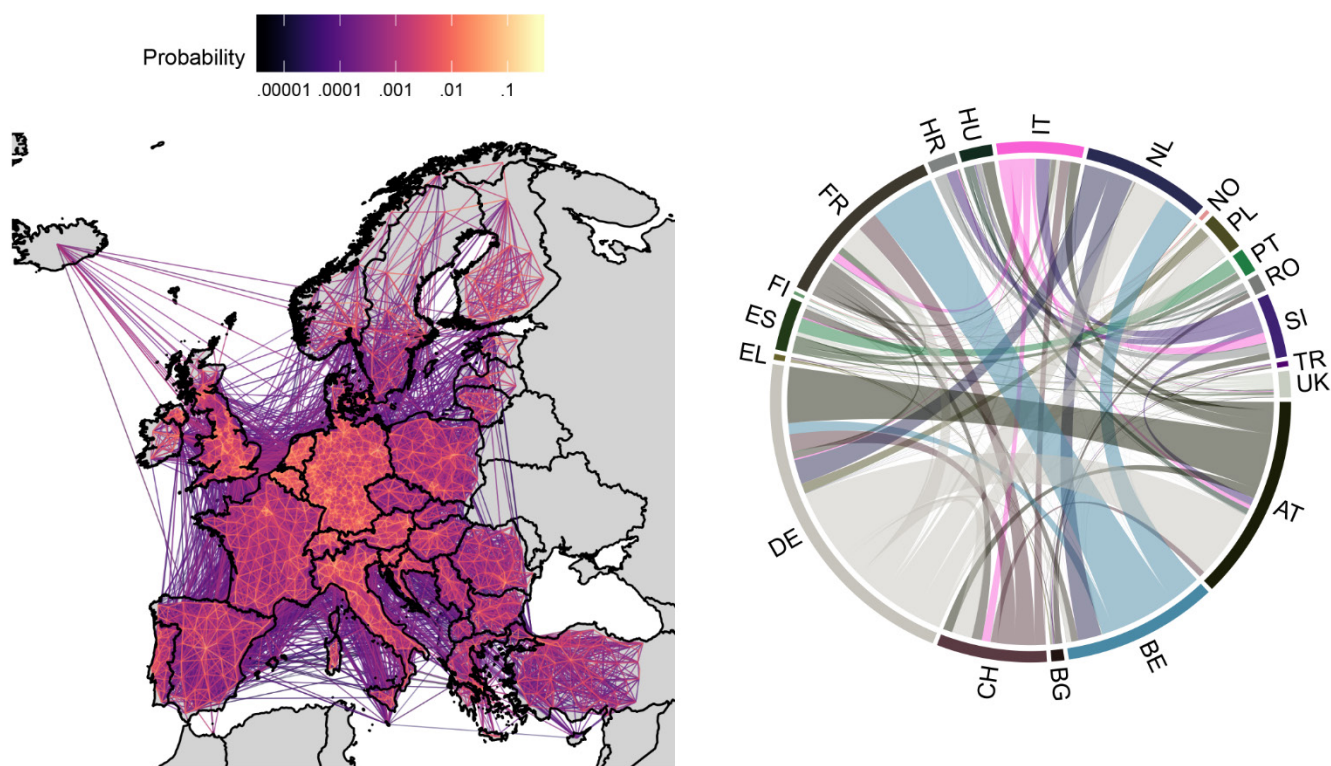 Probability
.00001 .0001 .001 .01 .1
HR
HU
IT
NL
NO
PL
PT
RO
SI
TR
UK
AT
BE
BG
CH
DE
EL
ES
FI
FR